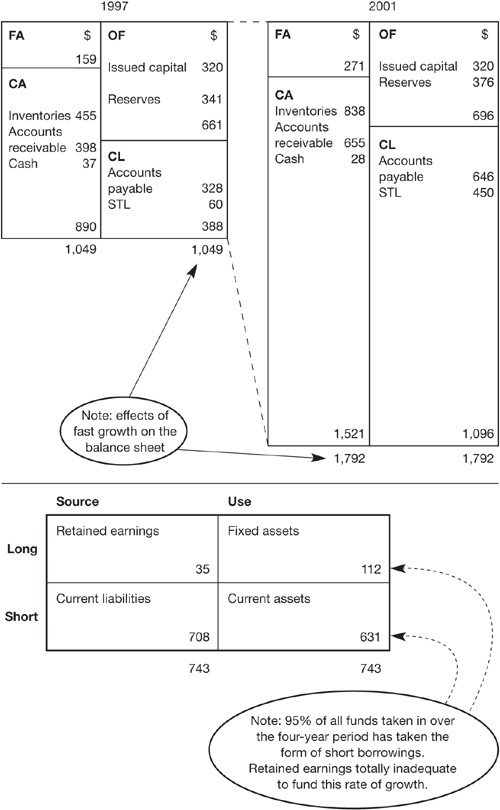 1997
FA $
159
CA
Inventories 455
Accounts
receivable 398
Cash 37
890
1,049
OF $
Issued capital 320
Reserves 341
661
CL
Accounts
payable 328
STL 60
388
1,049
2001
FA $
271
CA
Inventories 838
Accounts
receivable 655
Cash 28
1,521
1,792
OF $
Issued capital 320
Reserves 376
696
CL
Accounts
payable 646
STL 450
1,096
1,792
Note: effects of
fast growth on the
balance sheet
Source Use
Long
Retained earnings
35
Fixed assets
112
Short
Current liabilities
708
Current assets
631
743 743
Note: 95% of all funds taken in over
the four-year period has taken the
form of short borrowings.
Retained earnings totally inadequate
to fund this rate of growth.